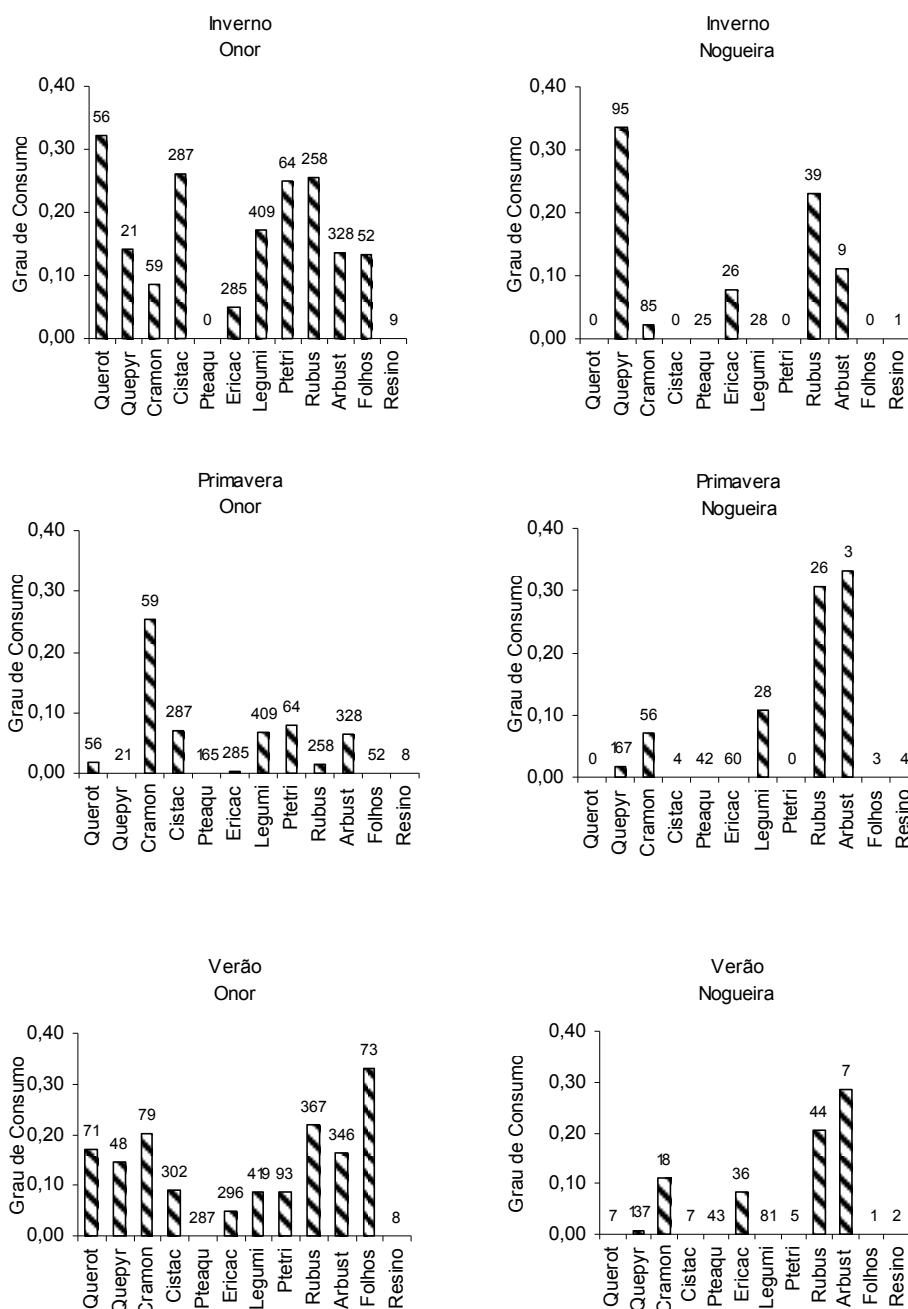 Inverno
Onor
Grau de Consumo
0,40
0,30
0,20
0,10
0,00
56
21
59
287
0
285
409
64
258
328
52
9
Querot
Quepyr
Cramon
Cistac
Pteaqu
Ericac
Legumi
Ptetri
Rubus
Arbust
Folhos
Resino
Inverno
Nogueira
Grau de Consumo
0,40
0,30
0,20
0,10
0,00
0
95
85
0
25
26
28
0
39
9
0
1
Querot
Quepyr
Cramon
Cistac
Pteaqu
Ericac
Legumi
Ptetri
Rubus
Arbust
Folhos
Resino
Primavera
Onor
Grau de Consumo
0,40
0,30
0,20
0,10
0,00
56
21
59
287
165
285
409
64
258
328
52
8
Querot
Quepyr
Cramon
Cistac
Pteaqu
Ericac
Legumi
Ptetri
Rubus
Arbust
Folhos
Resino
Primavera
Nogueira
Grau de Consumo
0,40
0,30
0,20
0,10
0,00
0
167
56
4
42
60
28
0
26
3
3
4
Querot
Quepyr
Cramon
Cistac
Pteaqu
Ericac
Legumi
Ptetri
Rubus
Arbust
Folhos
Resino
Verão
Onor
Grau de Consumo
0,40
0,30
0,20
0,10
0,00
71
48
79
302
287
296
419
93
367
346
73
8
Querot
Quepyr
Cramon
Cistac
Pteaqu
Ericac
Legumi
Ptetri
Rubus
Arbust
Folhos
Resino
Verão
Nogueira
Grau de Consumo
0,40
0,30
0,20
0,10
0,00
7
137
18
7
43
36
81
5
44
7
1
2
Querot
Quepyr
Cramon
Cistac
Pteaqu
Ericac
Legumi
Ptetri
Rubus
Arbust
Folhos
Resino